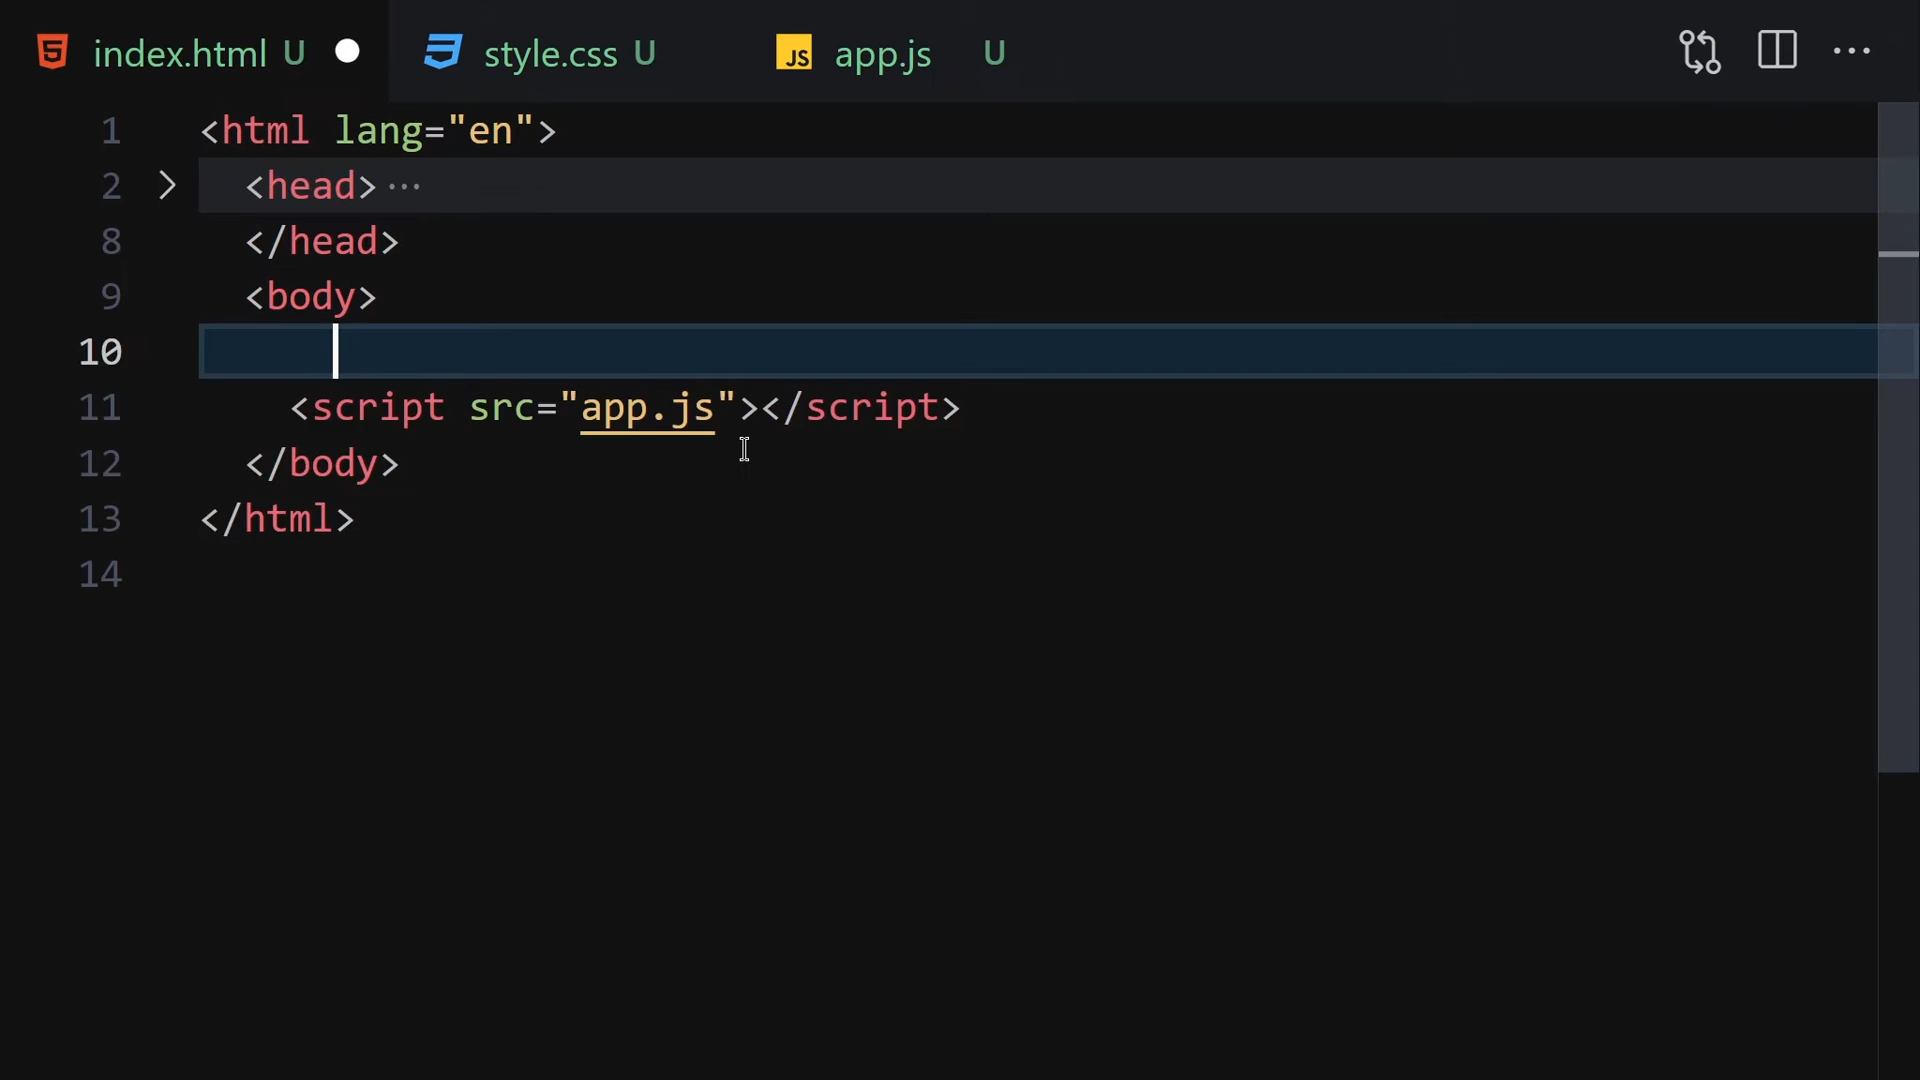 index.html U style.css U JS app.js U
1 <html lang="en">
2 <head>
8 </head>
9 <body>
10
11 <script src="app.js"></script>
12 </body>
13 </html>
14